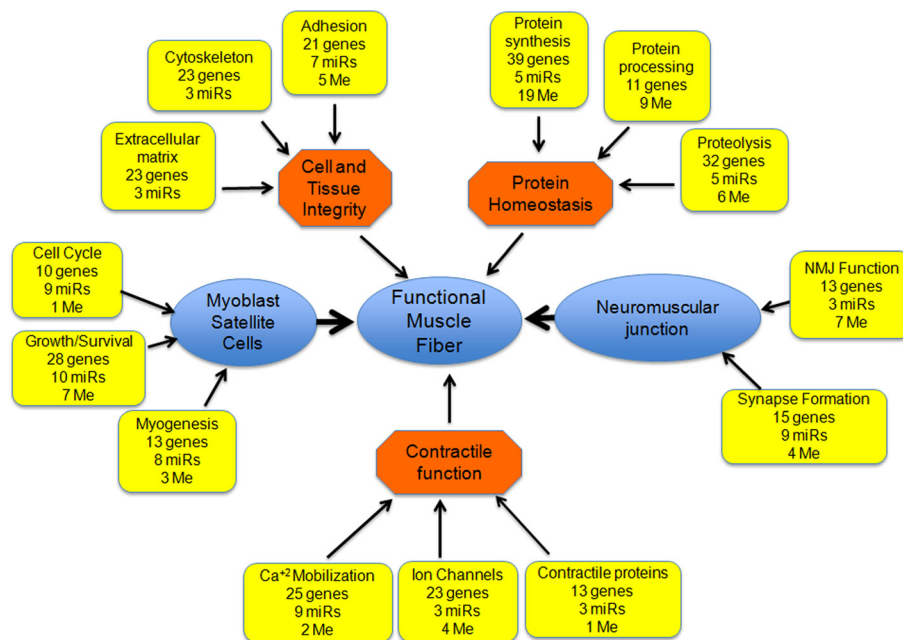 Adhesion
21 genes
7 miRs
5 Me
Cytoskeleton
23 genes
3 miRs
Extracellular
matrix
23 genes
3 miRs
Cell and
Tissue
Integrity
Protein
synthesis
39 genes
5 miRs
19 Me
Protein
processing
11 genes
9 Me
Proteolysis
32 genes
5 miRs
6 Me
Protein
Homeostasis
Cell Cycle
10 genes
9 miRs
1 Me
Growth/Survival
28 genes
10 miRs
7 Me
Myogenesis
13 genes
8 miRs
3 Me
Myoblast
Satellite
Cells
Functional
Muscle
Fiber
Neuromuscular
junction
NMJ Function
13 genes
3 miRs
7 Me
Synapse Formation
15 genes
9 miRs
4 Me
Contractile
function
Ca⁺² Mobilization
25 genes
9 miRs
2 Me
Ion Channels
23 genes
3 miRs
4 Me
Contractile proteins
13 genes
3 miRs
1 Me